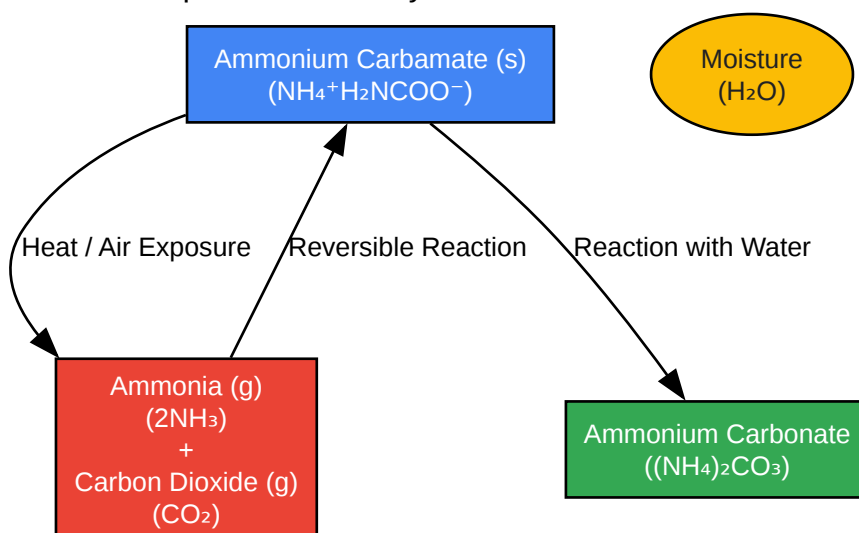 Ammonium Carbamate (s)
(NH₄⁺H₂NCOO⁻)
Moisture
(H₂O)
Heat / Air Exposure
Reversible Reaction
Reaction with Water
Ammonia (g)
(2NH₃)
+
Carbon Dioxide (g)
(CO₂)
Ammonium Carbonate
((NH₄)₂CO₃)